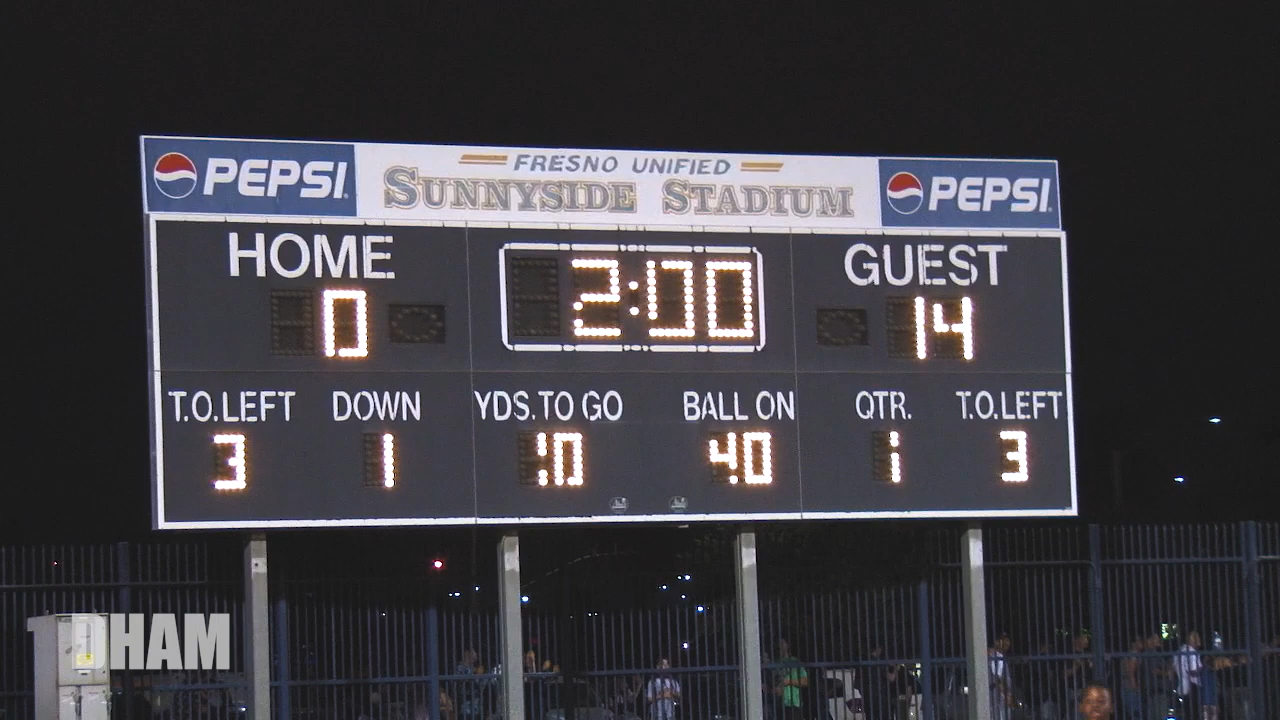 PEPSI FRESNO UNIFIED PEPSI
SUNNYSIDE STADIUM
HOME 2:00 GUEST
0 14
T.O.LEFT DOWN YDS.TO GO BALL ON QTR. T.O.LEFT
3 1 10 40 1 3
DHAM